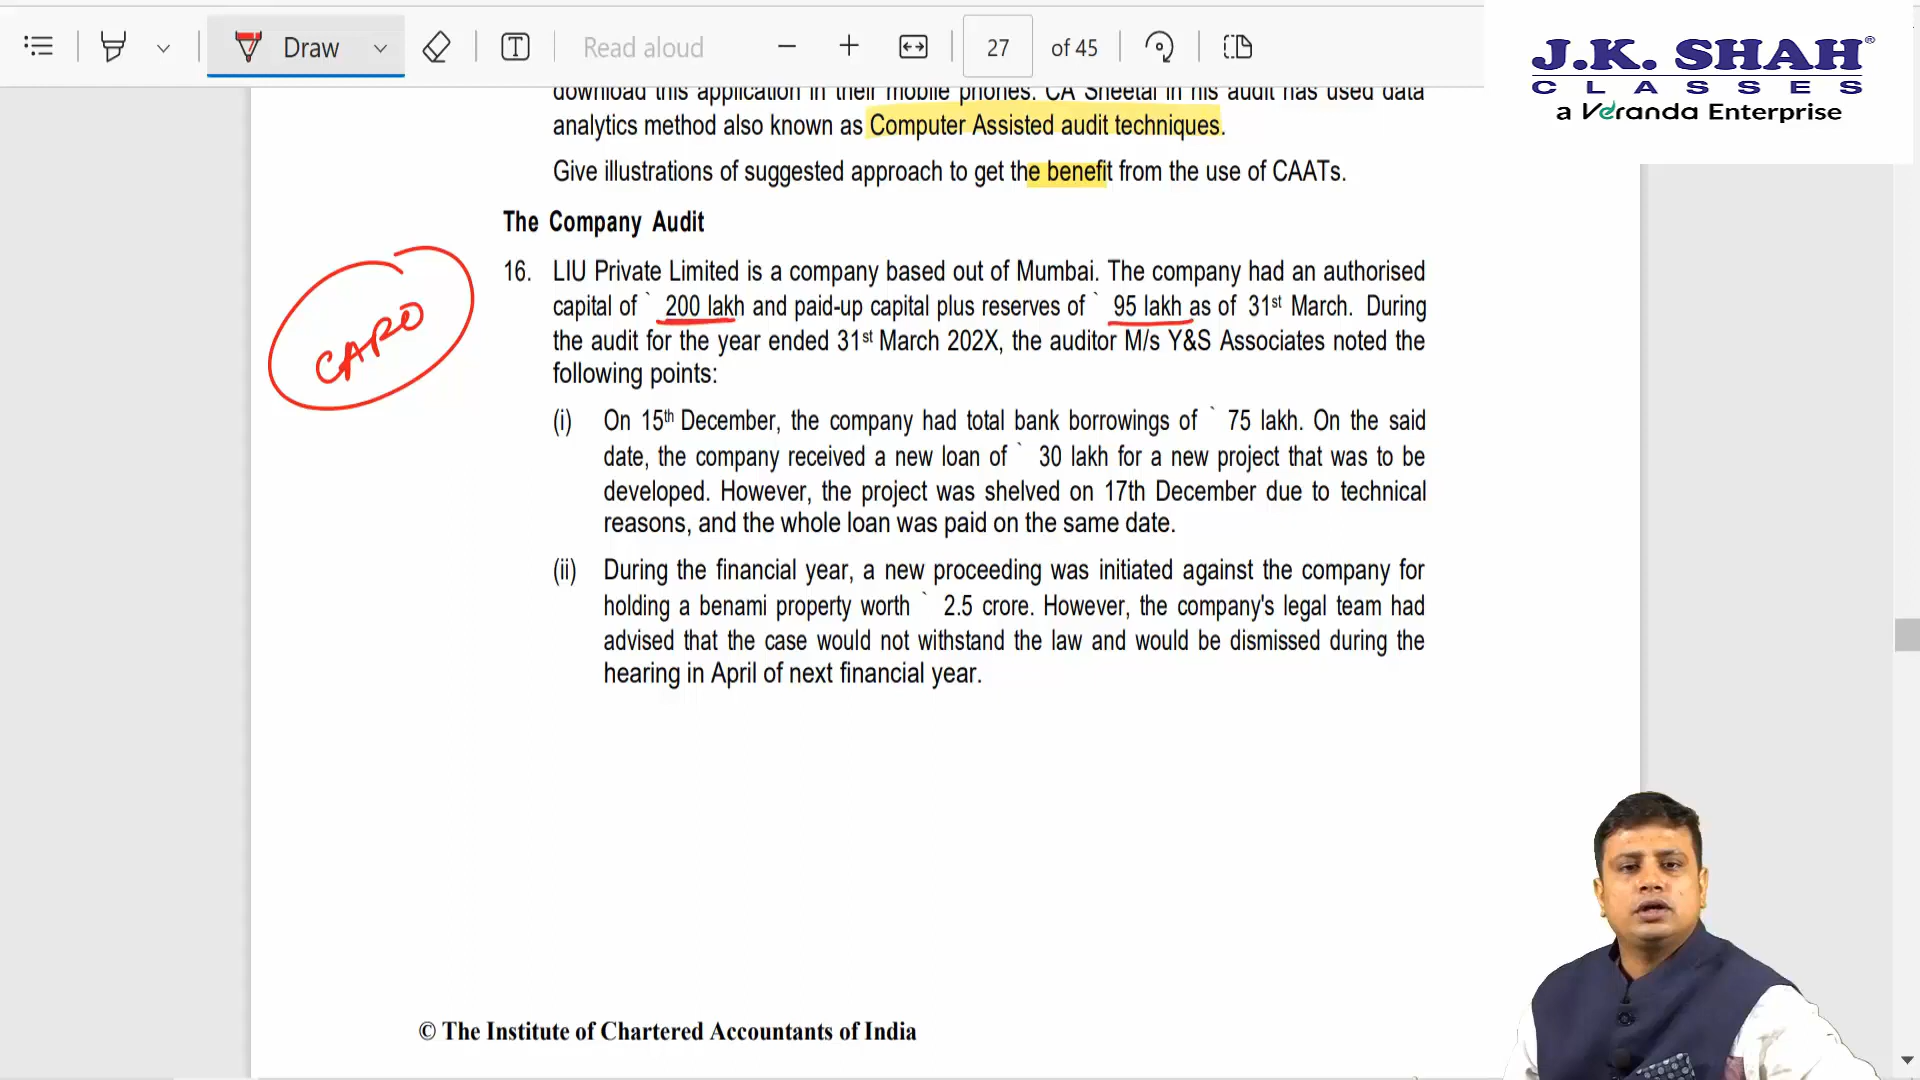 Draw
Read aloud
27
of 45
J.K. SHAH®
CLASSES
a Veranda Enterprise
download this application in their mobile phones. CA Sheetal in his audit has used data
analytics method also known as Computer Assisted audit techniques.
Give illustrations of suggested approach to get the benefit from the use of CAATs.
The Company Audit
16. LIU Private Limited is a company based out of Mumbai. The company had an authorised
capital of ` 200 lakh and paid-up capital plus reserves of ` 95 lakh as of 31st March. During
the audit for the year ended 31st March 202X, the auditor M/s Y&S Associates noted the
following points:
CARO
(i) On 15th December, the company had total bank borrowings of ` 75 lakh. On the said
date, the company received a new loan of ` 30 lakh for a new project that was to be
developed. However, the project was shelved on 17th December due to technical
reasons, and the whole loan was paid on the same date.
(ii) During the financial year, a new proceeding was initiated against the company for
holding a benami property worth ` 2.5 crore. However, the company's legal team had
advised that the case would not withstand the law and would be dismissed during the
hearing in April of next financial year.
© The Institute of Chartered Accountants of India